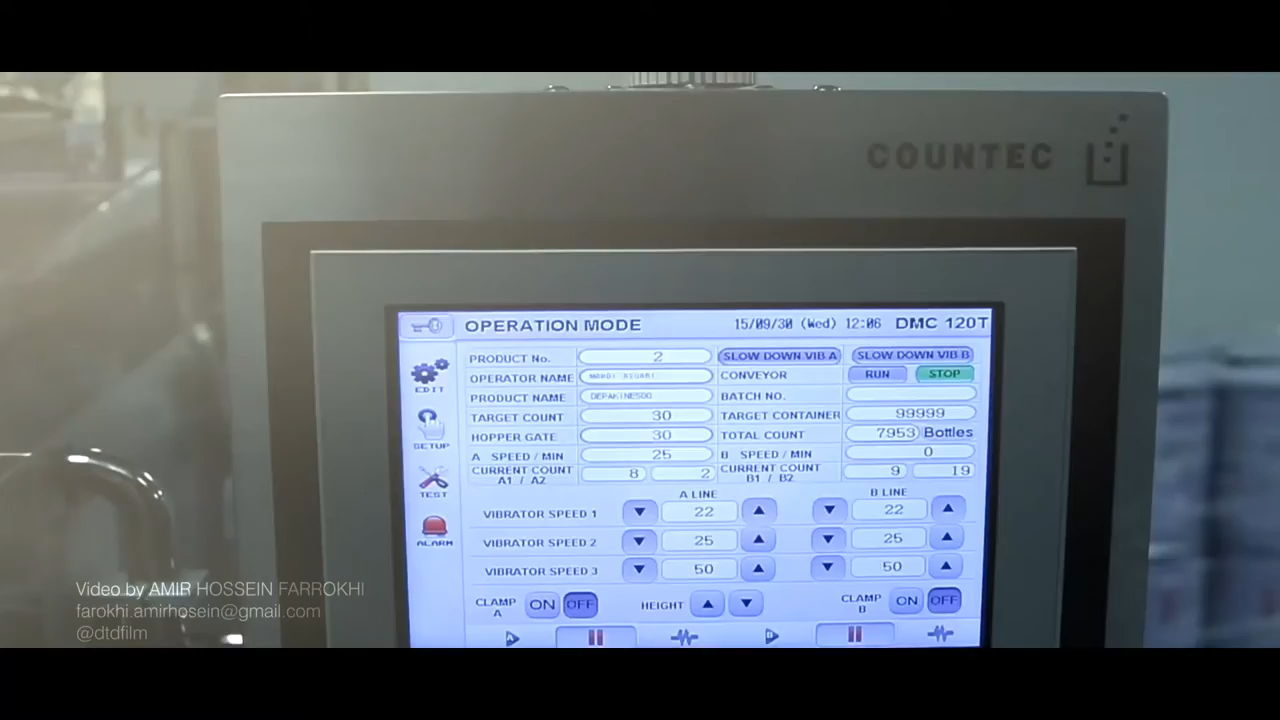 COUNTEC
OPERATION MODE 15/09/30 (Wed) 12:06 DMC 120T
EDIT
SETUP
TEST
ALARM
PRODUCT No. 2 SLOW DOWN VIB A SLOW DOWN VIB B
OPERATOR NAME CONVEYOR RUN STOP
PRODUCT NAME DEPAKINE500 BATCH NO.
TARGET COUNT 30 TARGET CONTAINER 99999
HOPPER GATE 30 TOTAL COUNT 7953 Bottles
A SPEED / MIN 25 B SPEED / MIN 0
CURRENT COUNT A1 / A2 8 2 CURRENT COUNT B1 / B2 9 19
A LINE B LINE
VIBRATOR SPEED 1 22 22
VIBRATOR SPEED 2 25 25
VIBRATOR SPEED 3 50 50
CLAMP A ON OFF HEIGHT CLAMP B ON OFF
A B
Video by AMIR HOSSEIN FARROKHI
farokhi.amirhosein@gmail.com
@dtdfilm